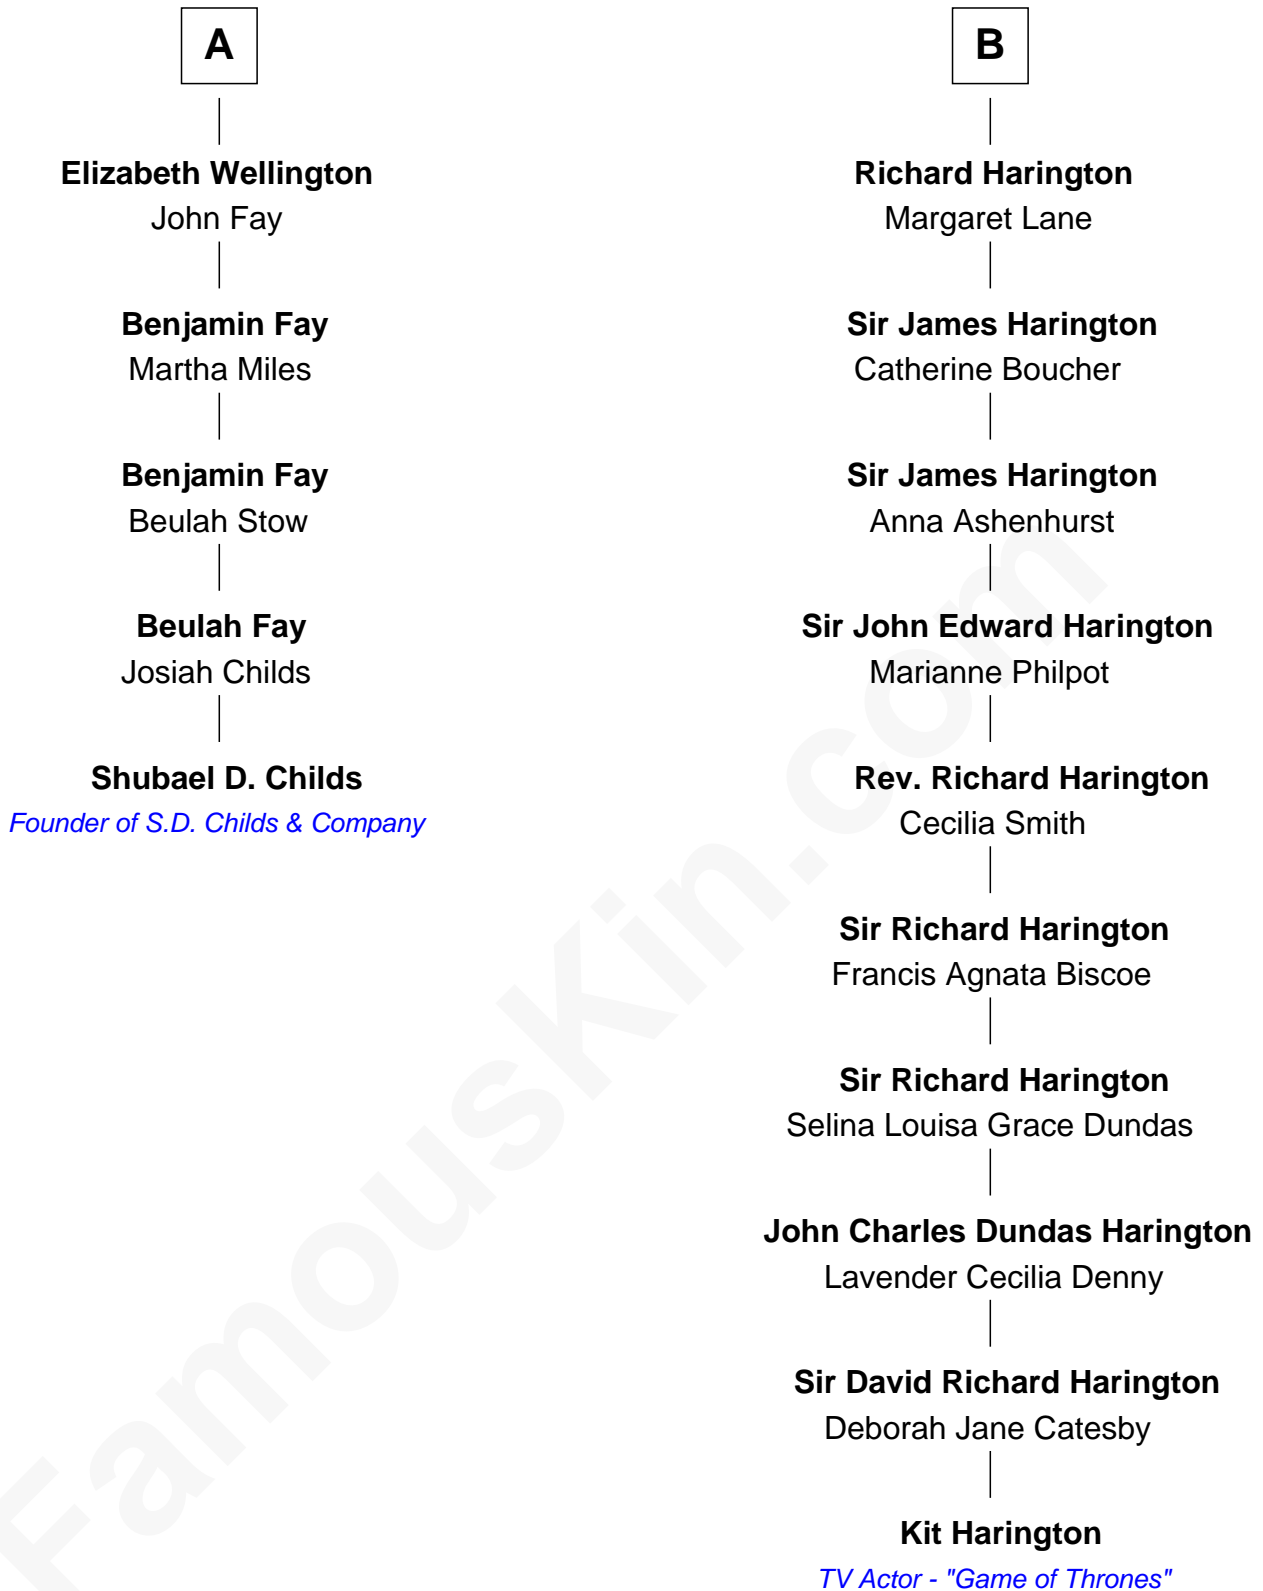 A
Elizabeth Wellington
John Fay
Benjamin Fay
Martha Miles
Benjamin Fay
Beulah Stow
Beulah Fay
Josiah Childs
Shubael D. Childs
Founder of S.D. Childs & Company
B
Richard Harington
Margaret Lane
Sir James Harington
Catherine Boucher
Sir James Harington
Anna Ashenhurst
Sir John Edward Harington
Marianne Philpot
Rev. Richard Harington
Cecilia Smith
Sir Richard Harington
Francis Agnata Biscoe
Sir Richard Harington
Selina Louisa Grace Dundas
John Charles Dundas Harington
Lavender Cecilia Denny
Sir David Richard Harington
Deborah Jane Catesby
Kit Harington
TV Actor - "Game of Thrones"
FamousKin.com